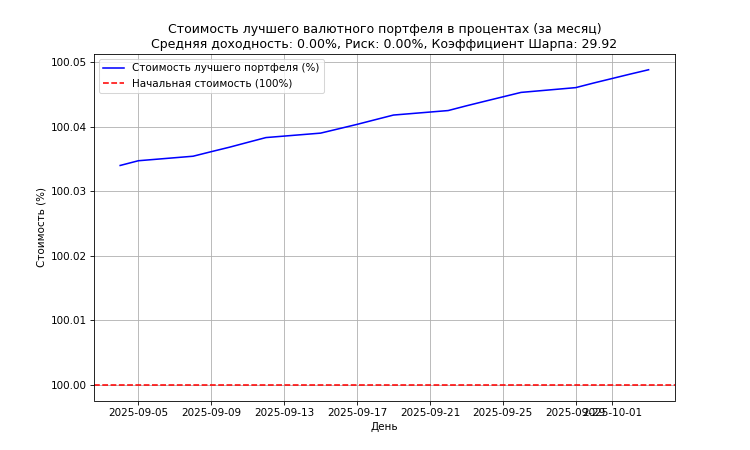 Стоимость лучшего валютного портфеля в процентах (за месяц)
Средняя доходность: 0.00%, Риск: 0.00%, Коэффициент Шарпа: 29.92
Стоимость лучшего портфеля (%)
Начальная стоимость (100%)
Стоимость (%)
100.05
100.04
100.03
100.02
100.01
100.00
2025-09-05
2025-09-09
2025-09-13
2025-09-17
2025-09-21
2025-09-25
2025-09-29
2025-10-01
День